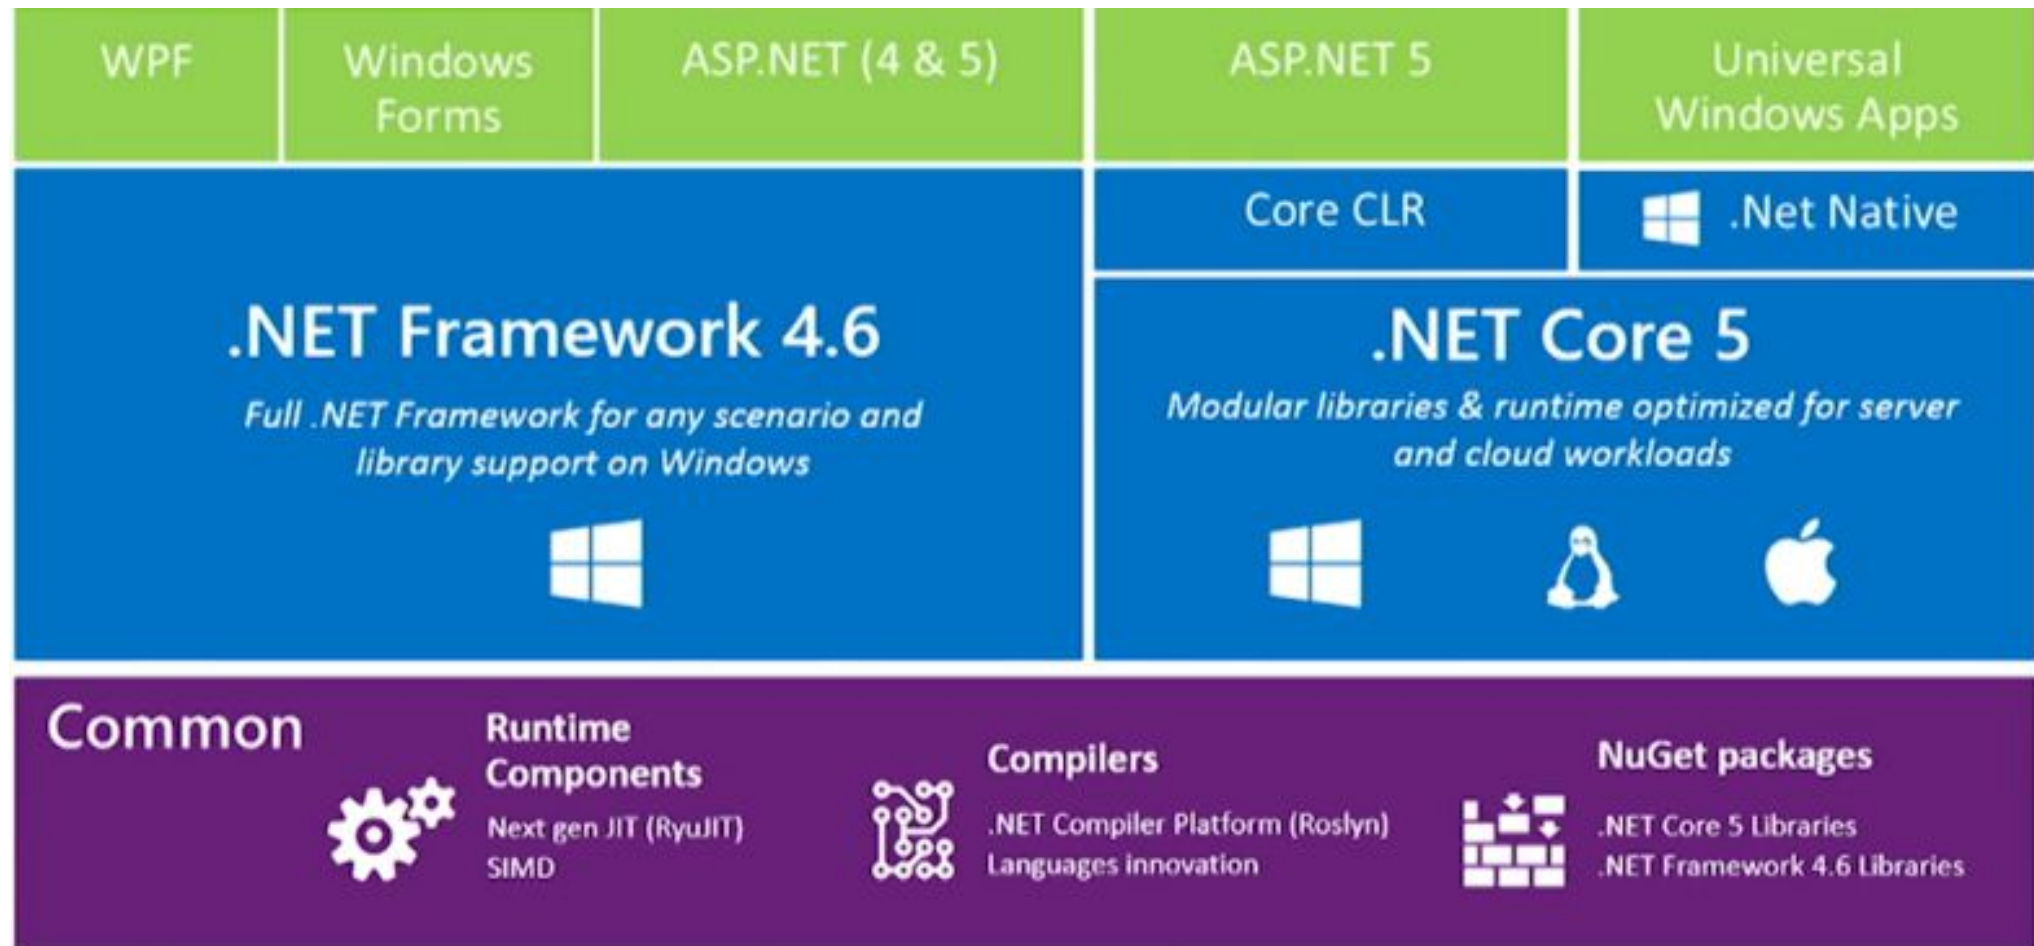 WPF
Windows
Forms
ASP.NET (4 & 5)
ASP.NET 5
Universal
Windows Apps
Core CLR
.Net Native
.NET Framework 4.6
Full .NET Framework for any scenario and
library support on Windows
.NET Core 5
Modular libraries & runtime optimized for server
and cloud workloads
Common
Runtime
Components
Next gen JIT (RyuJIT)
SIMD
Compilers
.NET Compiler Platform (Roslyn)
Languages innovation
NuGet packages
.NET Core 5 Libraries
.NET Framework 4.6 Libraries